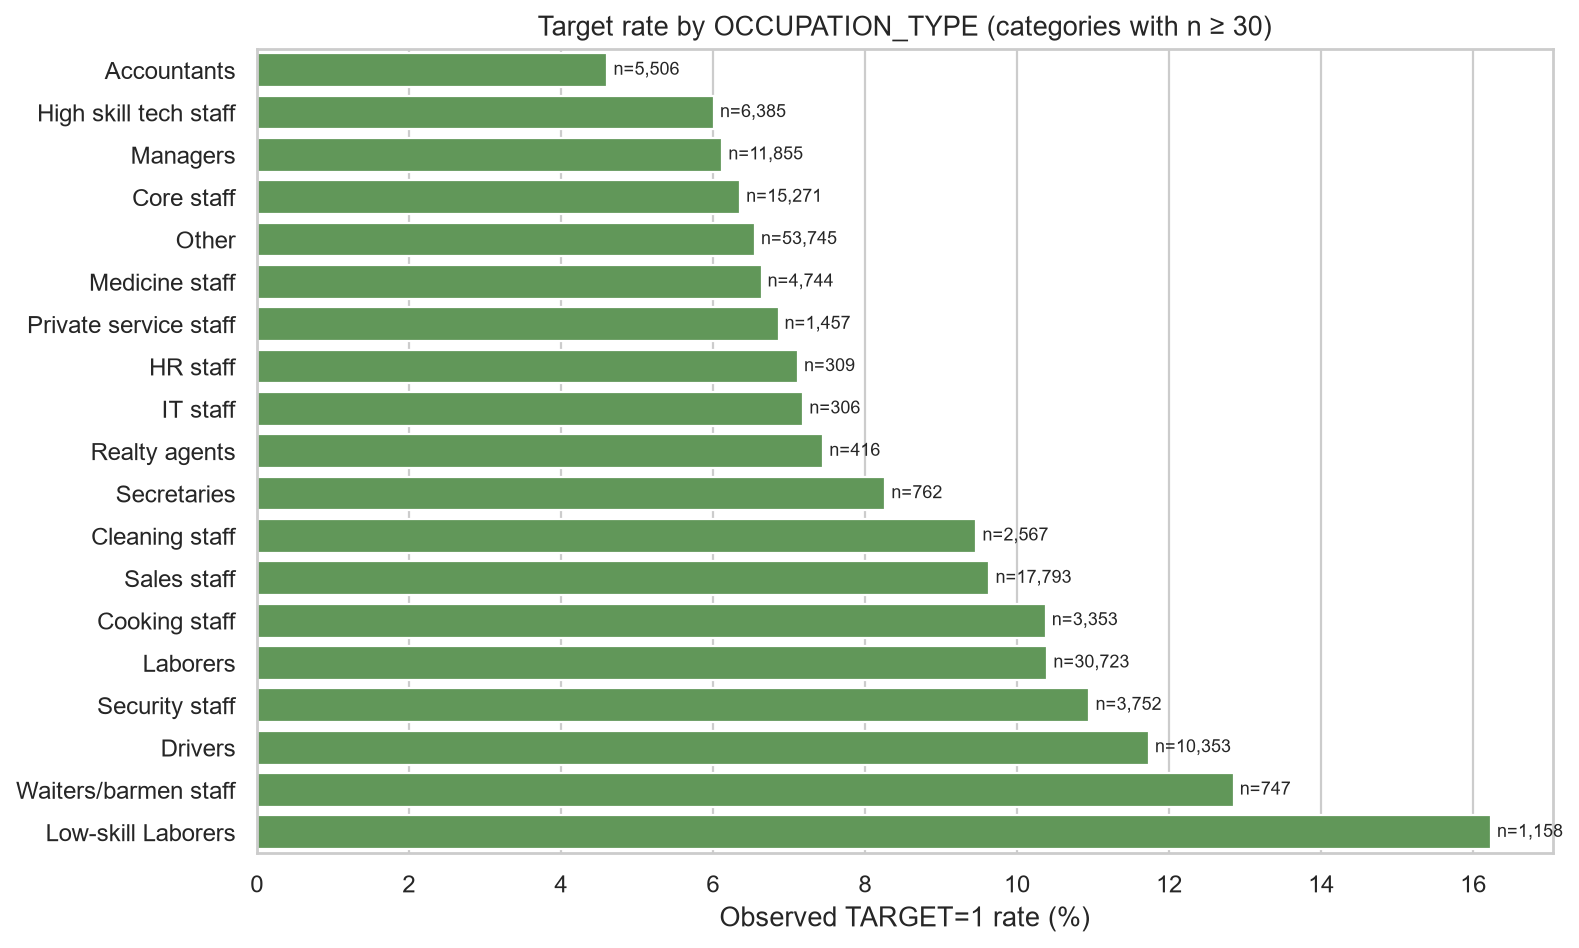 Target rate by OCCUPATION_TYPE (categories with n ≥ 30)
Accountants n=5,506
High skill tech staff n=6,385
Managers n=11,855
Core staff n=15,271
Other n=53,745
Medicine staff n=4,744
Private service staff n=1,457
HR staff n=309
IT staff n=306
Realty agents n=416
Secretaries n=762
Cleaning staff n=2,567
Sales staff n=17,793
Cooking staff n=3,353
Laborers n=30,723
Security staff n=3,752
Drivers n=10,353
Waiters/barmen staff n=747
Low-skill Laborers n=1,158
0 2 4 6 8 10 12 14 16
Observed TARGET=1 rate (%)